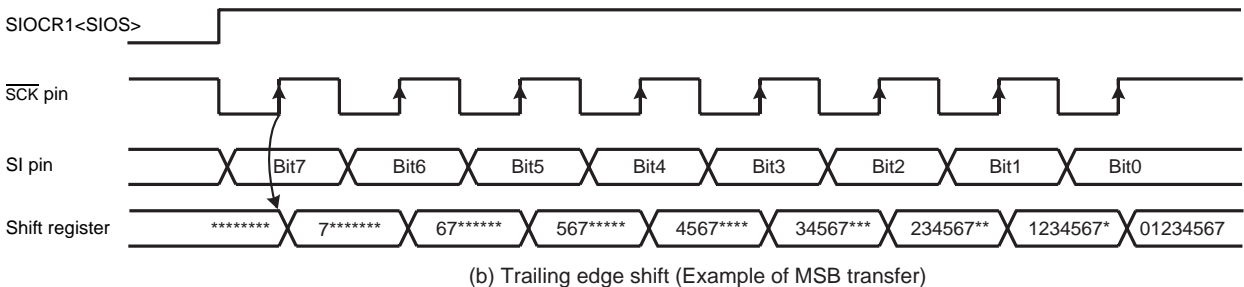 SIOCR1<SIOS>
SCK pin
SI pin Bit7 Bit6 Bit5 Bit4 Bit3 Bit2 Bit1 Bit0
Shift register ******** 7******* 67****** 567***** 4567**** 34567*** 234567** 1234567* 01234567
(b) Trailing edge shift (Example of MSB transfer)